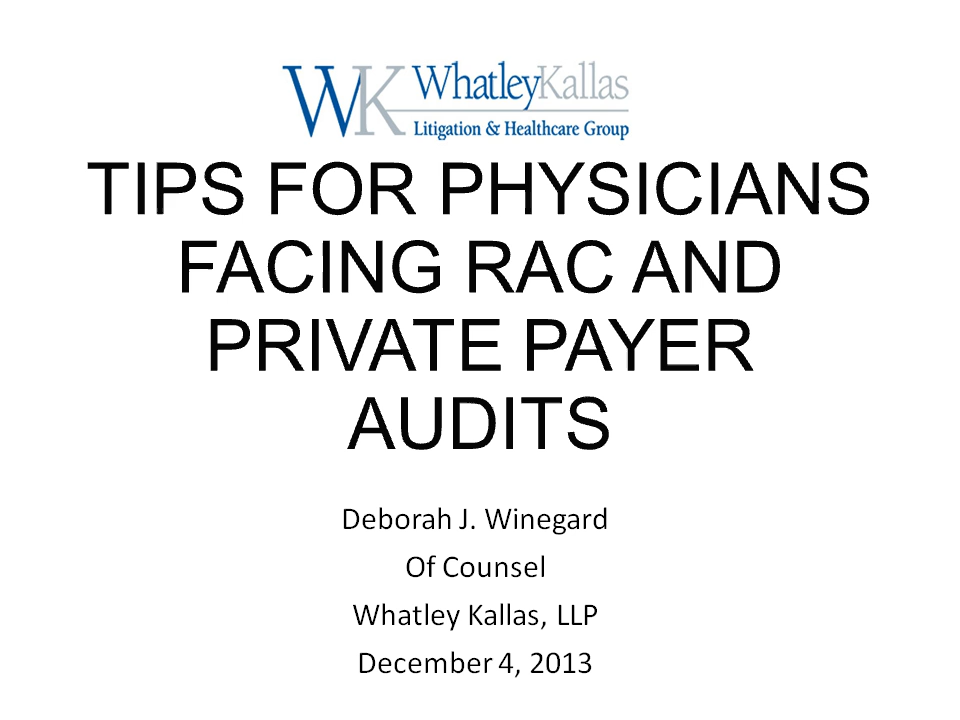 WK WhatleyKallas
Litigation & Healthcare Group
TIPS FOR PHYSICIANS
FACING RAC AND
PRIVATE PAYER
AUDITS
Deborah J. Winegard
Of Counsel
Whatley Kallas, LLP
December 4, 2013